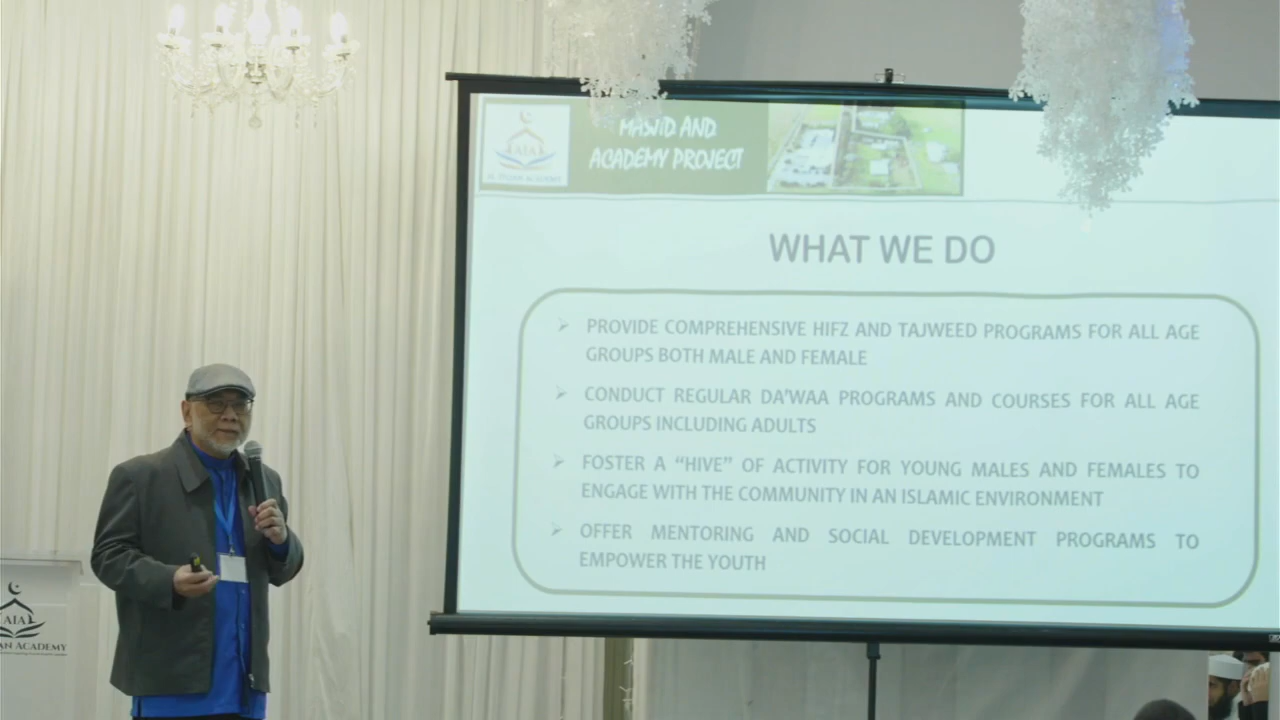 MASJID AND
ACADEMY PROJECT
AIA
WHAT WE DO
PROVIDE COMPREHENSIVE HIFZ AND TAJWEED PROGRAMS FOR ALL AGE
GROUPS BOTH MALE AND FEMALE
CONDUCT REGULAR DA'WAA PROGRAMS AND COURSES FOR ALL AGE
GROUPS INCLUDING ADULTS
FOSTER A “HIVE” OF ACTIVITY FOR YOUNG MALES AND FEMALES TO
ENGAGE WITH THE COMMUNITY IN AN ISLAMIC ENVIRONMENT
OFFER MENTORING AND SOCIAL DEVELOPMENT PROGRAMS TO
EMPOWER THE YOUTH
AIA
AN ACADEMY